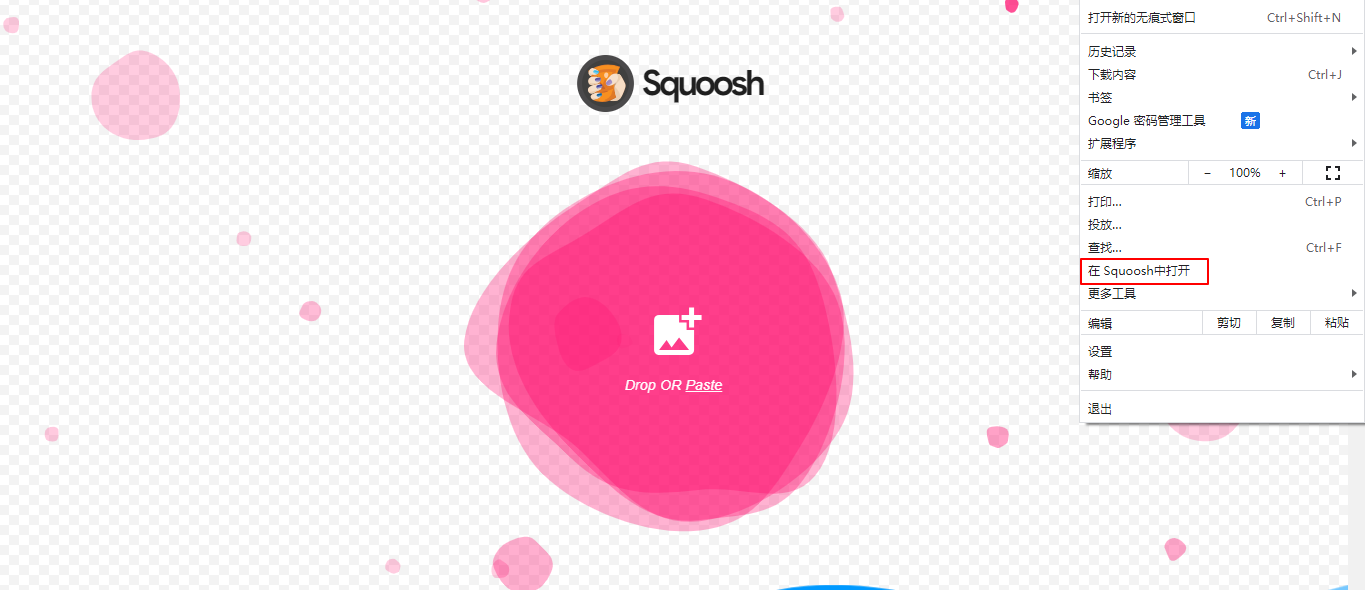 Squoosh
Drop OR Paste
打开新的无痕式窗口 Ctrl+Shift+N
历史记录
下载内容 Ctrl+J
书签
Google 密码管理工具 新
扩展程序
缩放 − 100% +
打印... Ctrl+P
投放...
查找... Ctrl+F
在 Squoosh中打开
更多工具
编辑 剪切 复制 粘贴
设置
帮助
退出